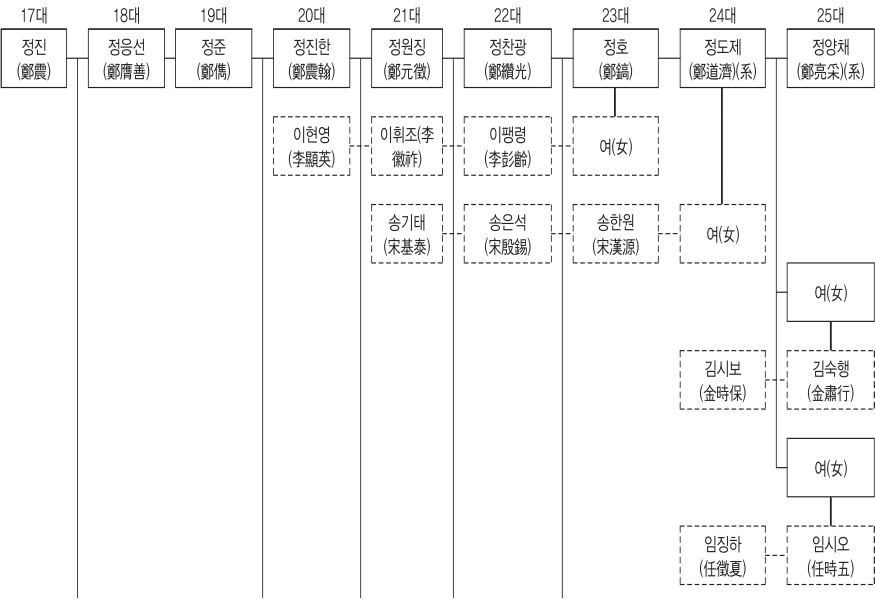 17대 18대 19대 20대 21대 22대 23대 24대 25대
정진
(鄭震)
정응선
(鄭膺善)
정준
(鄭儁)
정진한
(鄭震翰)
정원징
(鄭元徵)
정찬광
(鄭纘光)
정호
(鄭鎬)
정도제
(鄭道濟)(系)
정양채
(鄭亮采)(系)
이현영
(李顯英)
이휘조(李
徽祚)
이팽령
(李彭齡)
여(女)
송기태
(宋基泰)
송은석
(宋殷錫)
송한원
(宋漢源)
여(女)
여(女)
김시보
(金時保)
김숙행
(金肅行)
여(女)
임징하
(任徵夏)
임시오
(任時五)